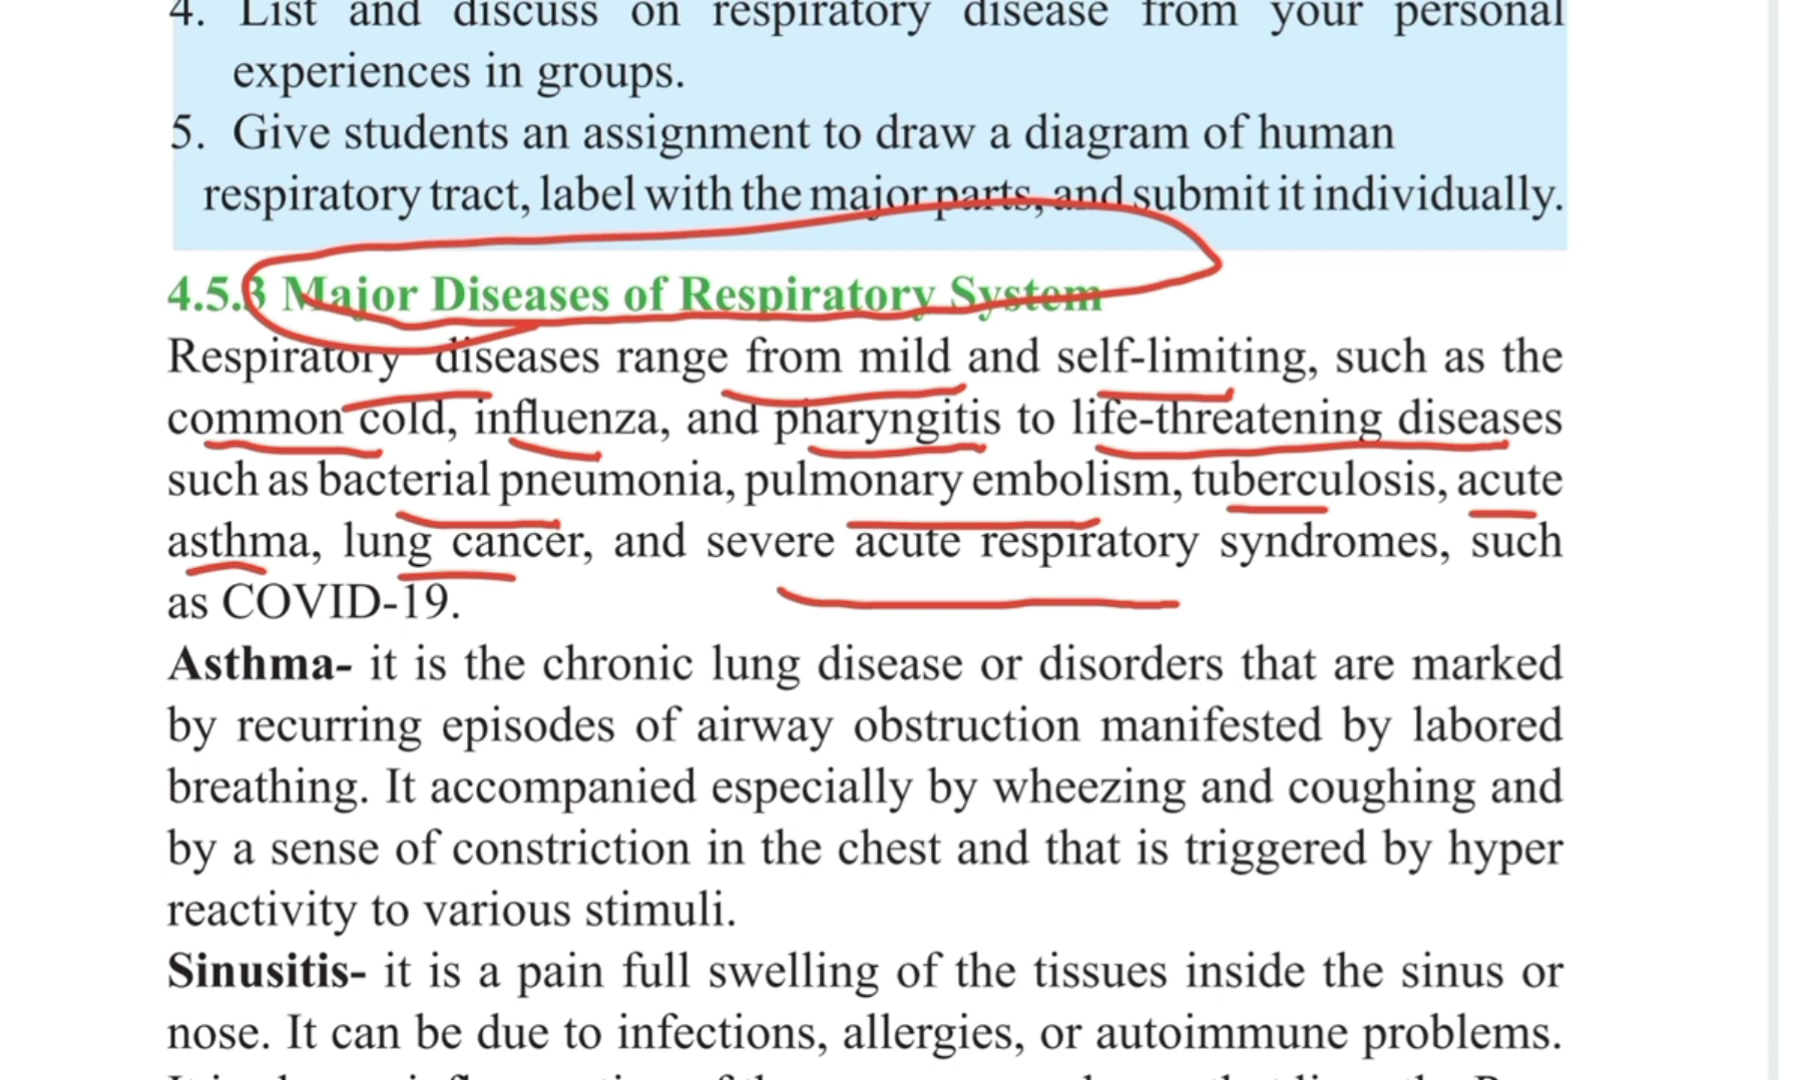 4. List and discuss on respiratory disease from your personal
experiences in groups.
5. Give students an assignment to draw a diagram of human
respiratory tract, label with the major parts, and submit it individually.
4.5.3 Major Diseases of Respiratory System
Respiratory diseases range from mild and self-limiting, such as the
common cold, influenza, and pharyngitis to life-threatening diseases
such as bacterial pneumonia, pulmonary embolism, tuberculosis, acute
asthma, lung cancer, and severe acute respiratory syndromes, such
as COVID-19.
Asthma- it is the chronic lung disease or disorders that are marked
by recurring episodes of airway obstruction manifested by labored
breathing. It accompanied especially by wheezing and coughing and
by a sense of constriction in the chest and that is triggered by hyper
reactivity to various stimuli.
Sinusitis- it is a pain full swelling of the tissues inside the sinus or
nose. It can be due to infections, allergies, or autoimmune problems.